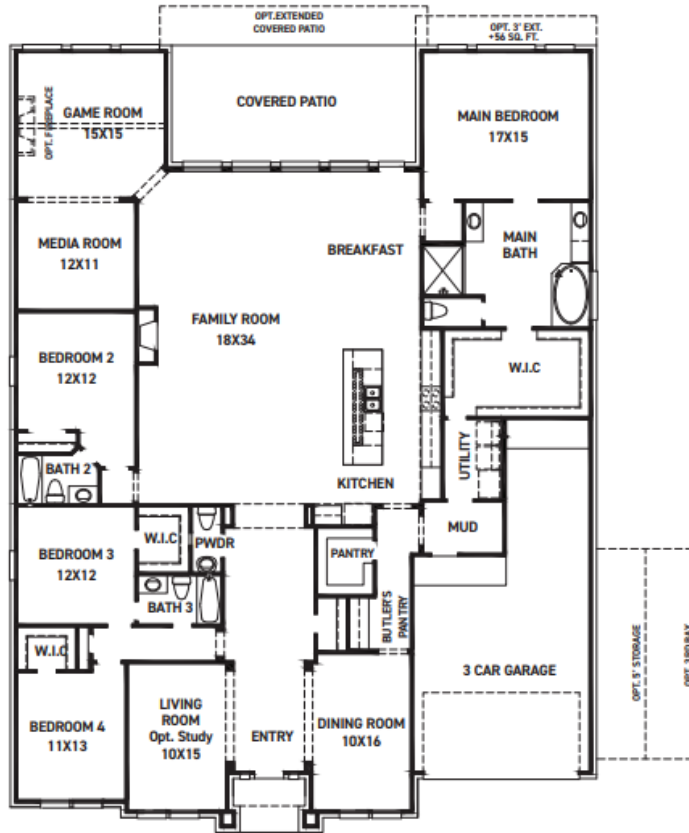 OPT.EXTENDED
COVERED PATIO
OPT. 3' EXT.
+56 SQ. FT.
GAME ROOM
15X15
OPT. FIREPLACE
COVERED PATIO
MAIN BEDROOM
17X15
MEDIA ROOM
12X11
BREAKFAST
MAIN
BATH
FAMILY ROOM
18X34
BEDROOM 2
12X12
W.I.C
BATH 2
KITCHEN
UTILITY
BEDROOM 3
12X12
W.I.C
PWDR
PANTRY
MUD
BATH 3
BUTLER'S
PANTRY
W.I.C
3 CAR GARAGE
OPT. 5' STORAGE
OPT. 3RD BAY
BEDROOM 4
11X13
LIVING
ROOM
Opt. Study
10X15
ENTRY
DINING ROOM
10X16